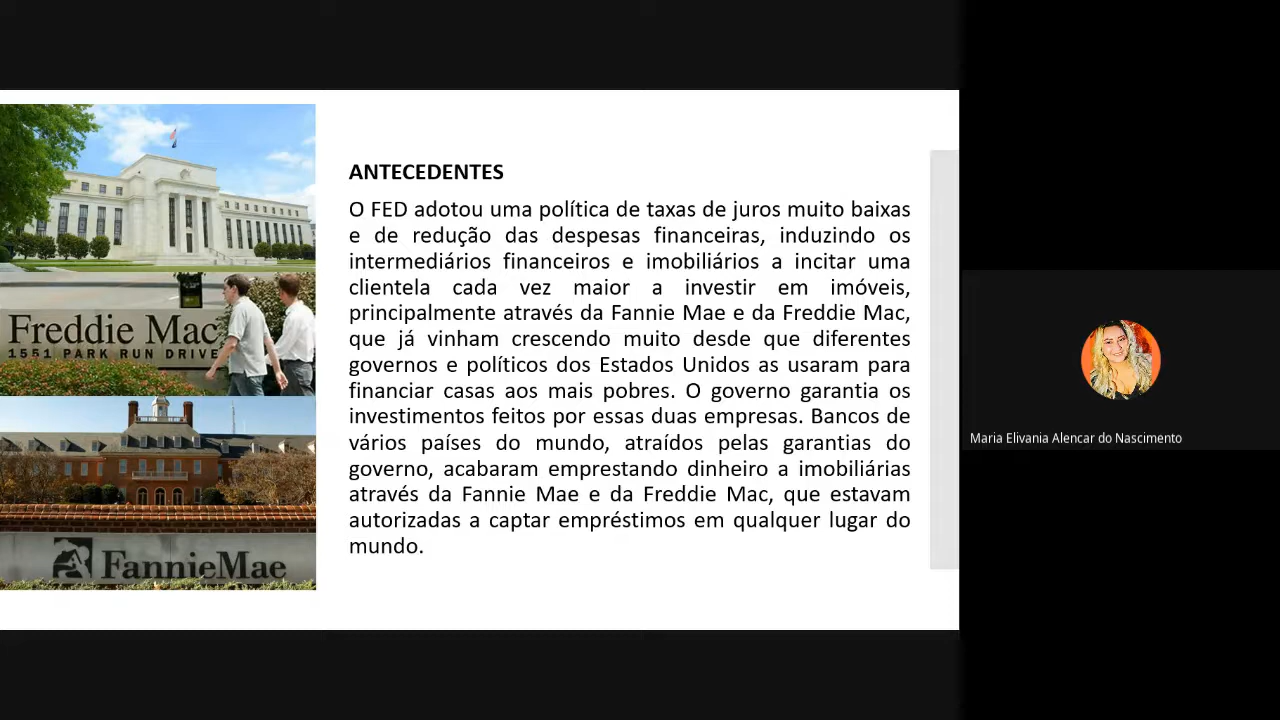 Freddie Mac
1551 PARK RUN DRIVE
FannieMae
ANTECEDENTES
O FED adotou uma política de taxas de juros muito baixas
e de redução das despesas financeiras, induzindo os
intermediários financeiros e imobiliários a incitar uma
clientela cada vez maior a investir em imóveis,
principalmente através da Fannie Mae e da Freddie Mac,
que já vinham crescendo muito desde que diferentes
governos e políticos dos Estados Unidos as usaram para
financiar casas aos mais pobres. O governo garantia os
investimentos feitos por essas duas empresas. Bancos de
vários países do mundo, atraídos pelas garantias do
governo, acabaram emprestando dinheiro a imobiliárias
através da Fannie Mae e da Freddie Mac, que estavam
autorizadas a captar empréstimos em qualquer lugar do
mundo.
Maria Elivania Alencar do Nascimento